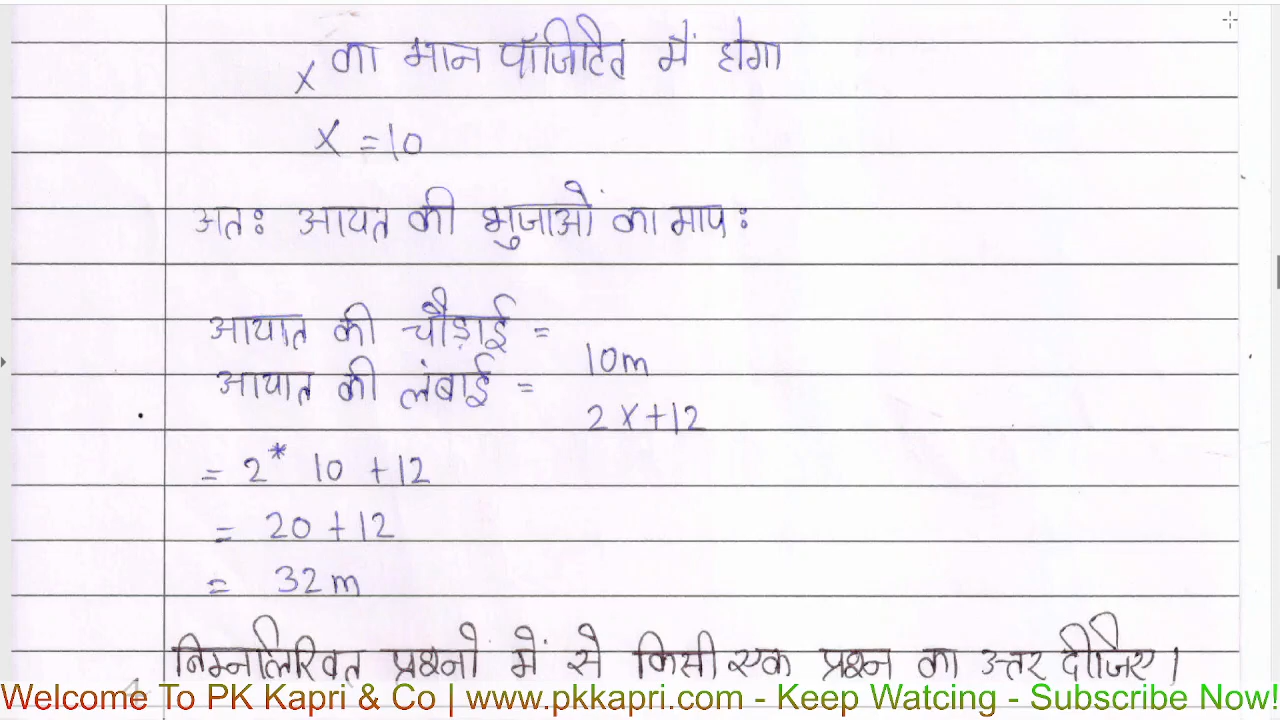 x का मान पॉजिटिव में होगा
x = 10
अतः आयत की भुजाओं का माप :
आयात की चौड़ाई = 10m
आयात की लंबाई = 2x+12
= 2* 10 +12
= 20 + 12
= 32 m
निम्नलिखित प्रश्नो में से किसी एक प्रश्न का उत्तर दीजिए।
Welcome To PK Kapri & Co | www.pkkapri.com - Keep Watcing - Subscribe Now!